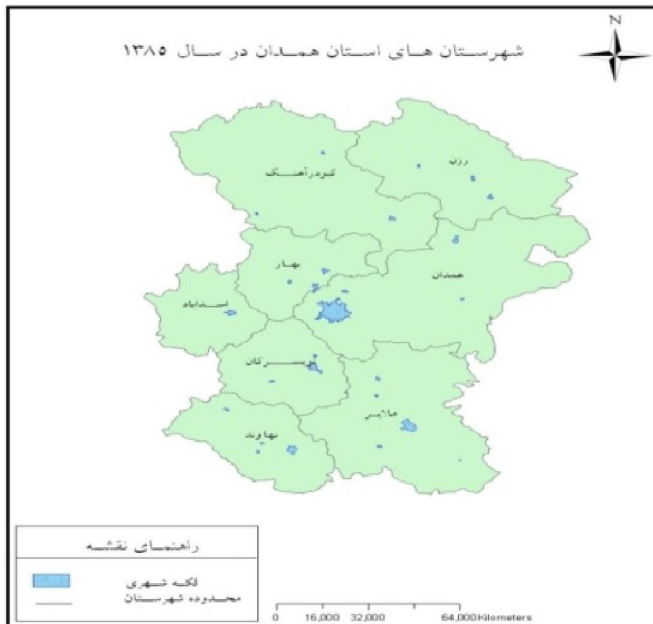 N
شهرستان های استان همدان در سال ۱۳۸۵
رزن
کبودرآهنگ
بهار
همدان
اسدآباد
تویسرکان
ملایر
نهاوند
راهنمای نقشه
لکه شهری
محدوده شهرستان
0 16,000 32,000 64,000 Kilometers